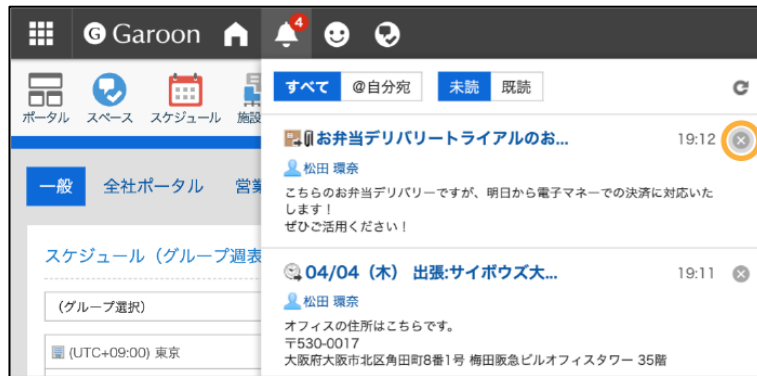 G Garoon 4
すべて @自分宛 未読 既読
ポータル スペース スケジュール 施設
お弁当デリバリートライアルのお... 19:12
松田 環奈
こちらのお弁当デリバリーですが、明日から電子マネーでの決済に対応いた
します！
ぜひご活用ください！
一般 全社ポータル 営業
スケジュール（グループ週表
(グループ選択)
(UTC+09:00) 東京
04/04（木） 出張:サイボウズ大... 19:11
松田 環奈
オフィスの住所はこちらです。
〒530-0017
大阪府大阪市北区角田町8番1号 梅田阪急ビルオフィスタワー 35階